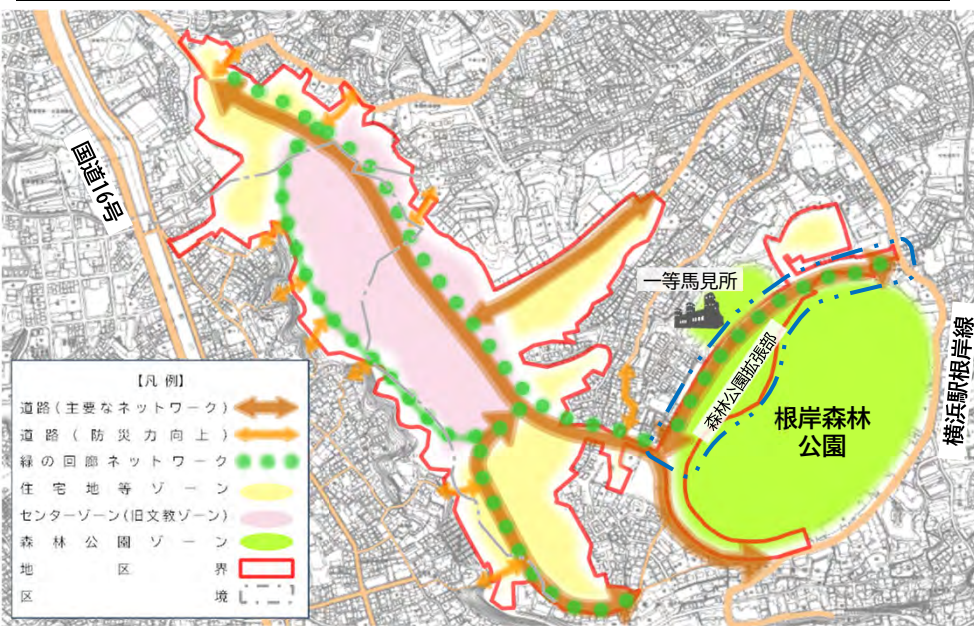 国道16号
一等馬見所
森林公園拡張部
根岸森林
公園
横浜駅根岸線
【凡 例】
道路(主要なネットワーク)
道路(防災力向上)
緑の回廊ネットワーク
住宅地等ゾーン
センターゾーン(旧文教ゾーン)
森林公園ゾーン
地区界
区境